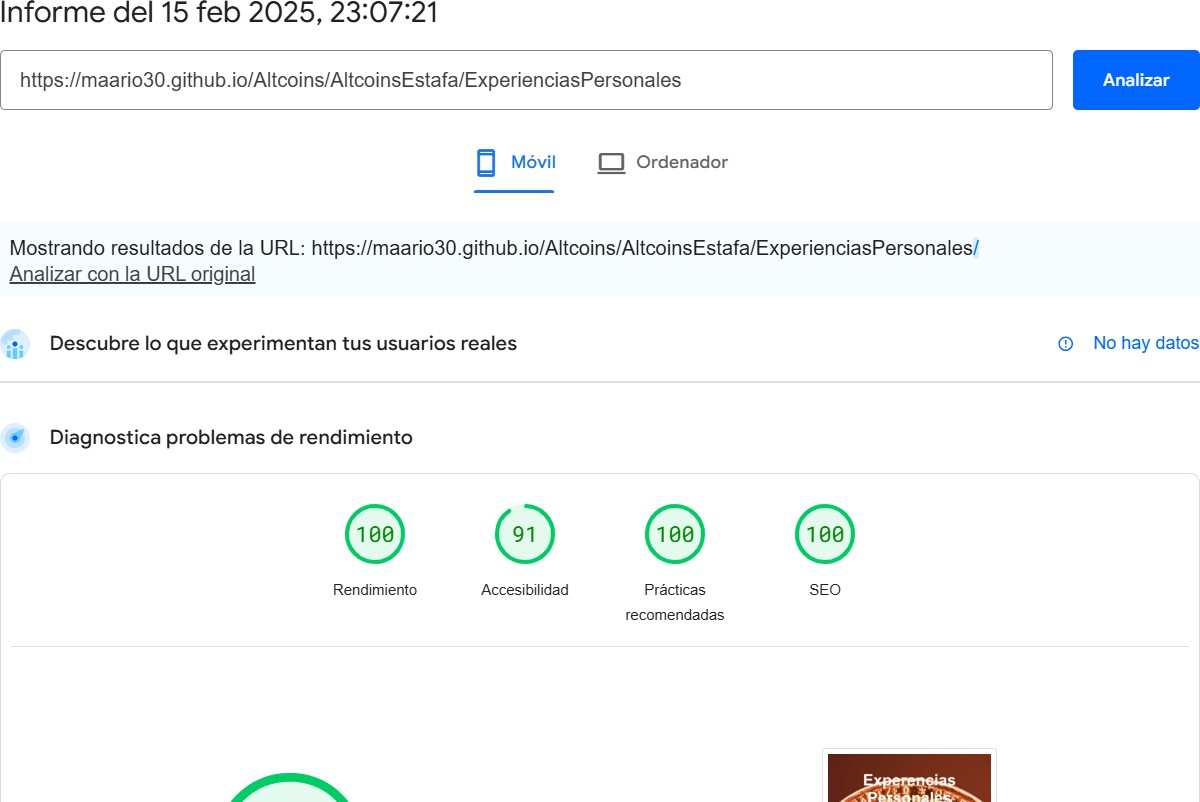 Informe del 15 feb 2025, 23:07:21
https://maario30.github.io/Altcoins/AltcoinsEstafa/ExperienciasPersonales
Analizar
Móvil
Ordenador
Mostrando resultados de la URL: https://maario30.github.io/Altcoins/AltcoinsEstafa/ExperienciasPersonales/
Analizar con la URL original
Descubre lo que experimentan tus usuarios reales
No hay datos
Diagnostica problemas de rendimiento
100
91
100
100
Rendimiento
Accesibilidad
Prácticas
recomendadas
SEO
Experencias
Personales